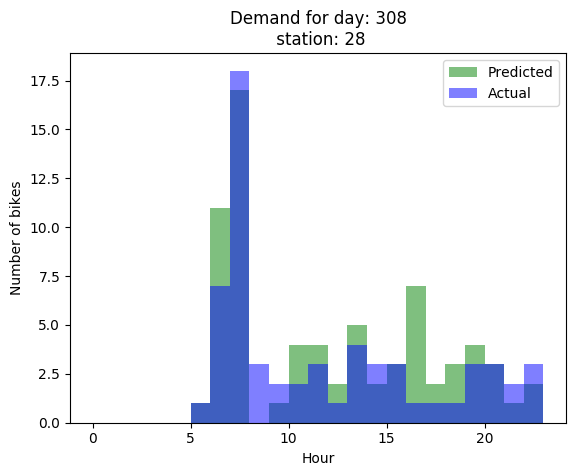 Demand for day: 308
station: 28
Predicted
Actual
17.5
15.0
12.5
10.0
7.5
5.0
2.5
0.0
Number of bikes
0 5 10 15 20
Hour